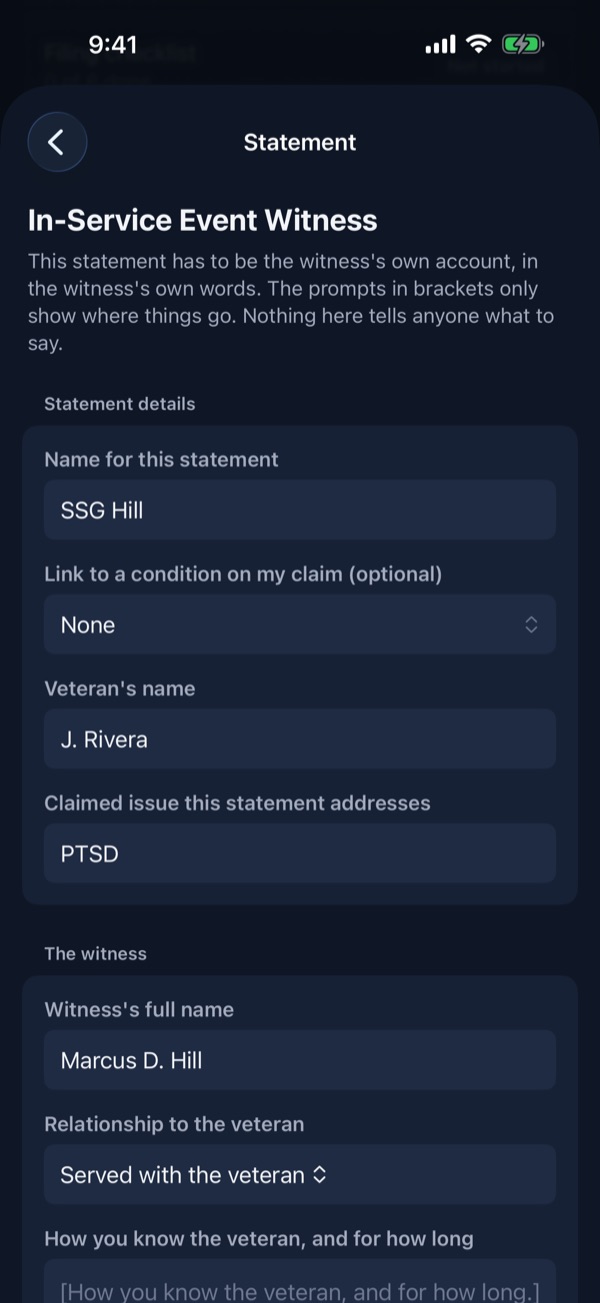 9:41
Statement
In-Service Event Witness
This statement has to be the witness's own account, in
the witness's own words. The prompts in brackets only
show where things go. Nothing here tells anyone what to
say.
Statement details
Name for this statement
SSG Hill
Link to a condition on my claim (optional)
None
Veteran's name
J. Rivera
Claimed issue this statement addresses
PTSD
The witness
Witness's full name
Marcus D. Hill
Relationship to the veteran
Served with the veteran
How you know the veteran, and for how long
[How you know the veteran, and for how long.]